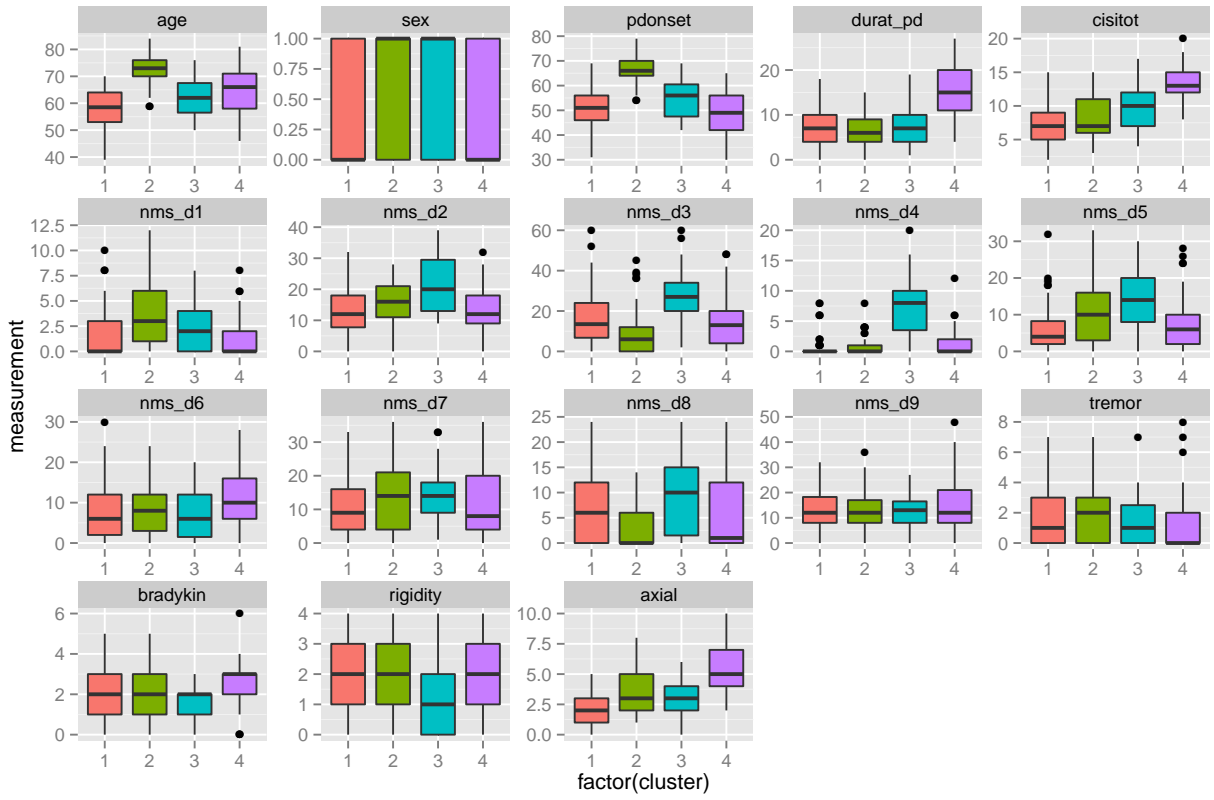 age sex pdonset durat_pd cisitot
80 1.00 80 20
70 0.75 70 20 15
60 0.50 60 10 10
50 0.25 50 5
40 0.00 40 0 0
30
1 2 3 4 1 2 3 4 1 2 3 4 1 2 3 4 1 2 3 4
nms_d1 nms_d2 nms_d3 nms_d4 nms_d5
12.5 40 60 20
10.0 30 40 15 30
7.5 20 10 20
5.0 10 20 5 10
2.5 0 0 0 0
0.0
1 2 3 4 1 2 3 4 1 2 3 4 1 2 3 4 1 2 3 4
measurement
nms_d6 nms_d7 nms_d8 nms_d9 tremor
30 30 25 50 8
20 20 20 40 6
10 10 15 30 4
0 0 10 20 2
5 10 0
0 0
1 2 3 4 1 2 3 4 1 2 3 4 1 2 3 4 1 2 3 4
bradykin rigidity axial
6 4 10.0
4 3 7.5
2 2 5.0
0 1 2.5
0 0.0
1 2 3 4 1 2 3 4 1 2 3 4
factor(cluster)